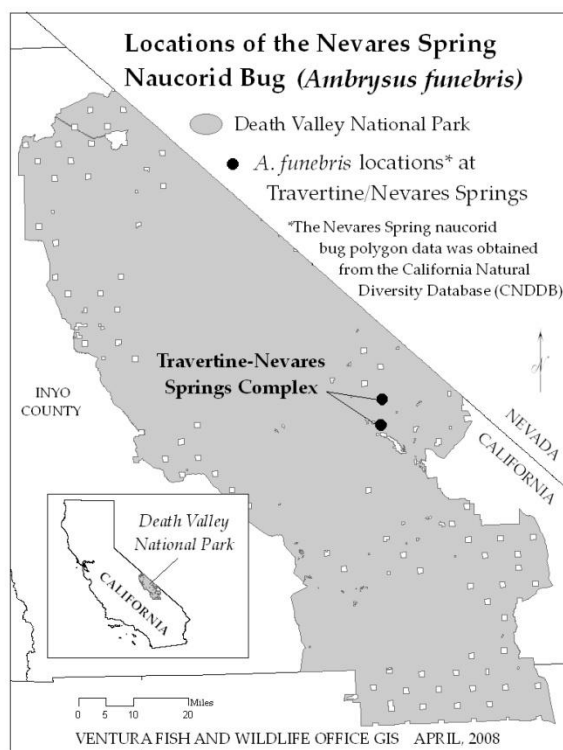 Locations of the Nevares Spring
Naucorid Bug (Ambrysus funebris)
Death Valley National Park
A. funebris locations* at
Travertine/Nevares Springs
*The Nevares Spring naucorid
bug polygon data was obtained
from the California Natural
Diversity Database (CNDDB)
Travertine-Nevares
Springs Complex
N
INYO
COUNTY
NEVADA
CALIFORNIA
Death Valley
National Park
CALIFORNIA
Miles
0 5 10 20
VENTURA FISH AND WILDLIFE OFFICE GIS APRIL, 2008